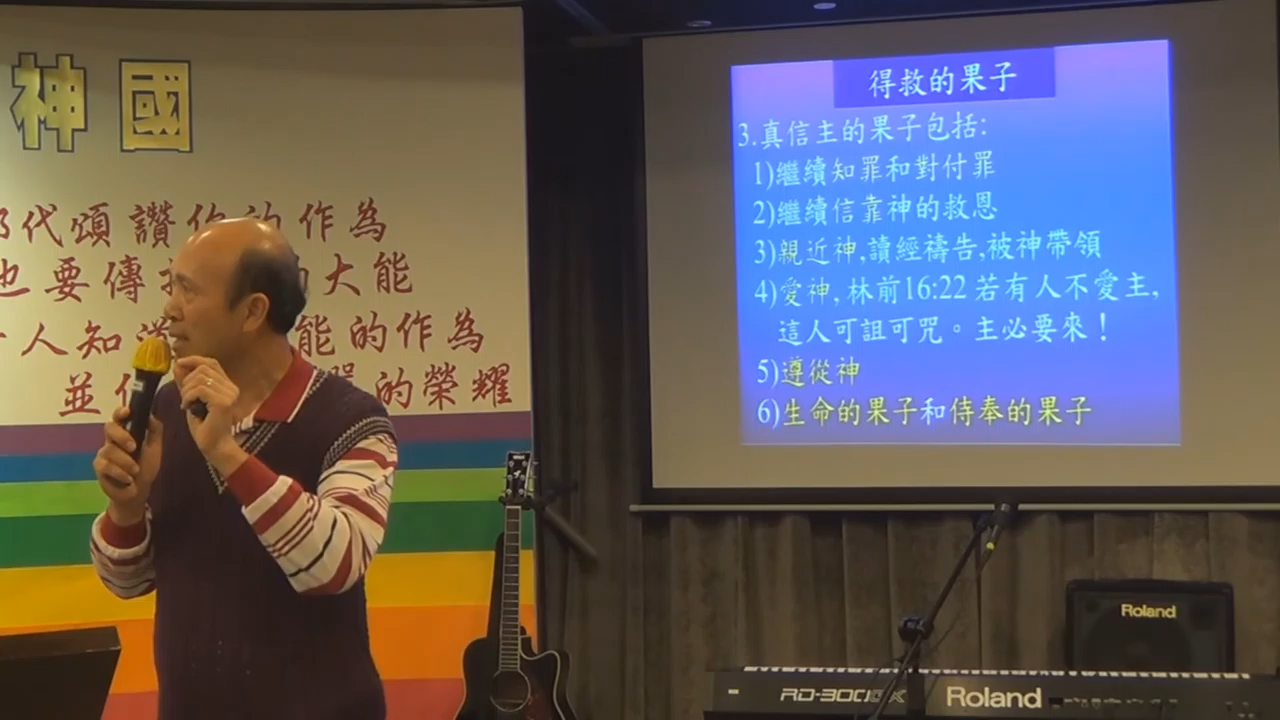 神國
代頌讚你的作為
也要傳 大能
人知道 能的作為
並 的榮耀
得救的果子
3.真信主的果子包括:
1)繼續知罪和對付罪
2)繼續信靠神的救恩
3)親近神,讀經禱告,被神帶領
4)愛神, 林前16:22 若有人不愛主,
這人可詛可咒。主必要來!
5)遵從神
6)生命的果子和侍奉的果子
Roland
RD-300GX Roland